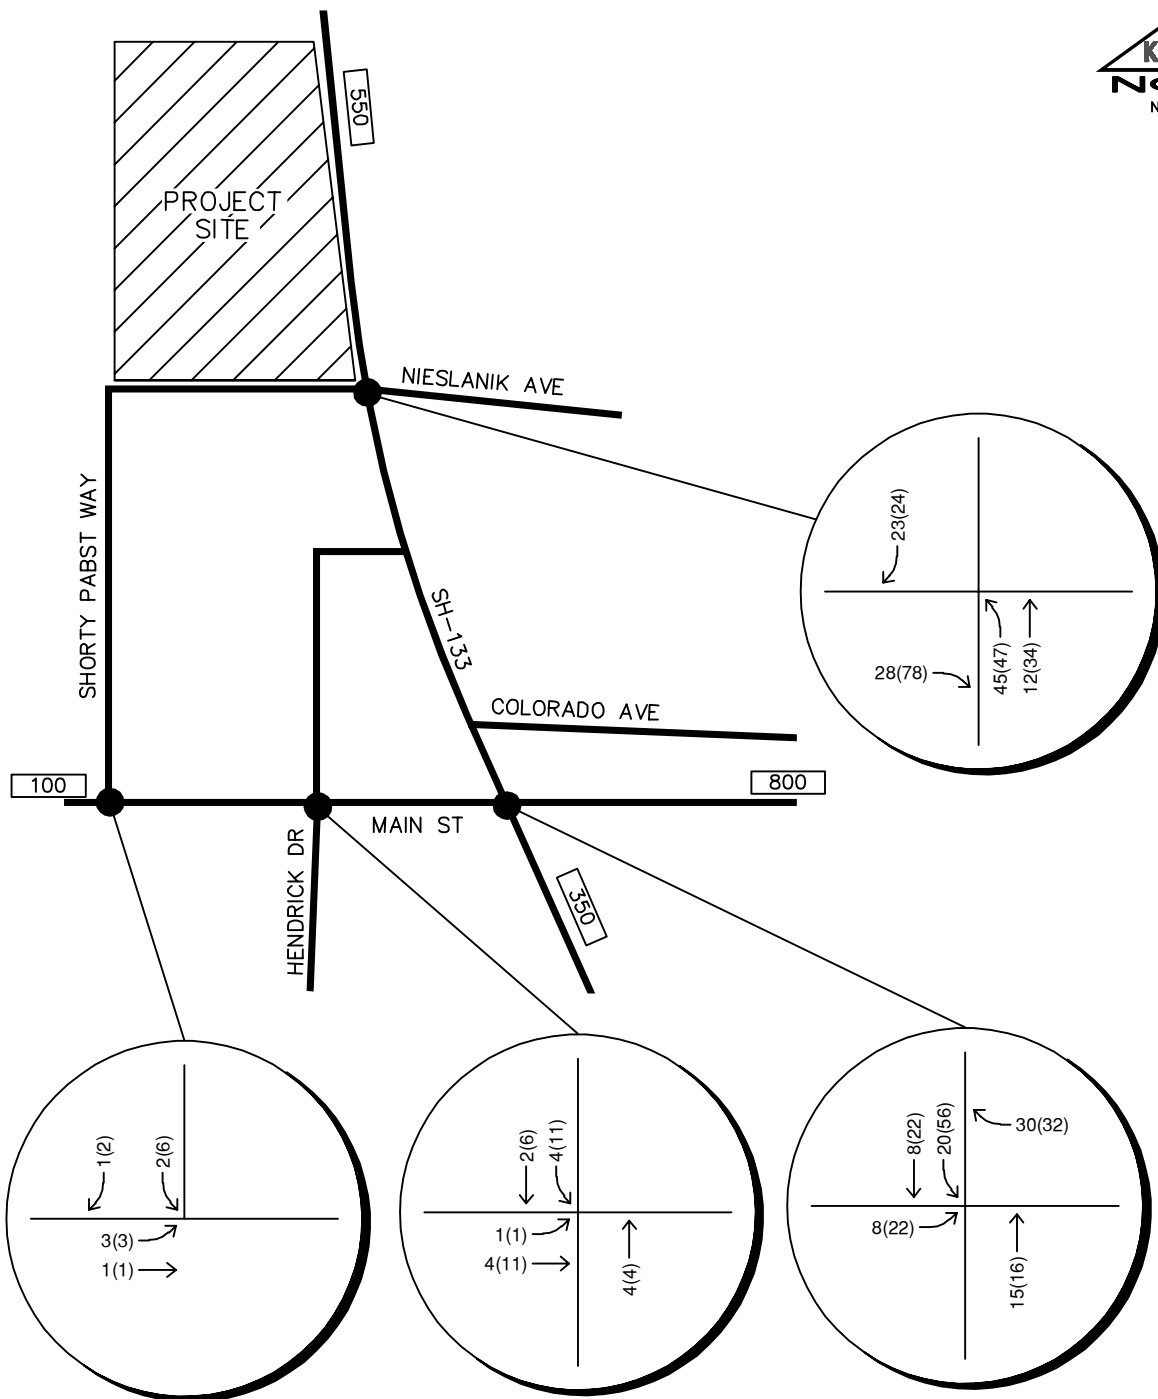 K
N
550
PROJECT
SITE
NIESLANIK AVE
23(24)
45(47)
12(34)
28(78)
SHORTY PABST WAY
SH-133
COLORADO AVE
100
800
MAIN ST
HENDRICK DR
350
1(2)
2(6)
3(3)
1(1)
2(6)
4(11)
1(1)
4(11)
4(4)
8(22)
20(56)
30(32)
8(22)
15(16)